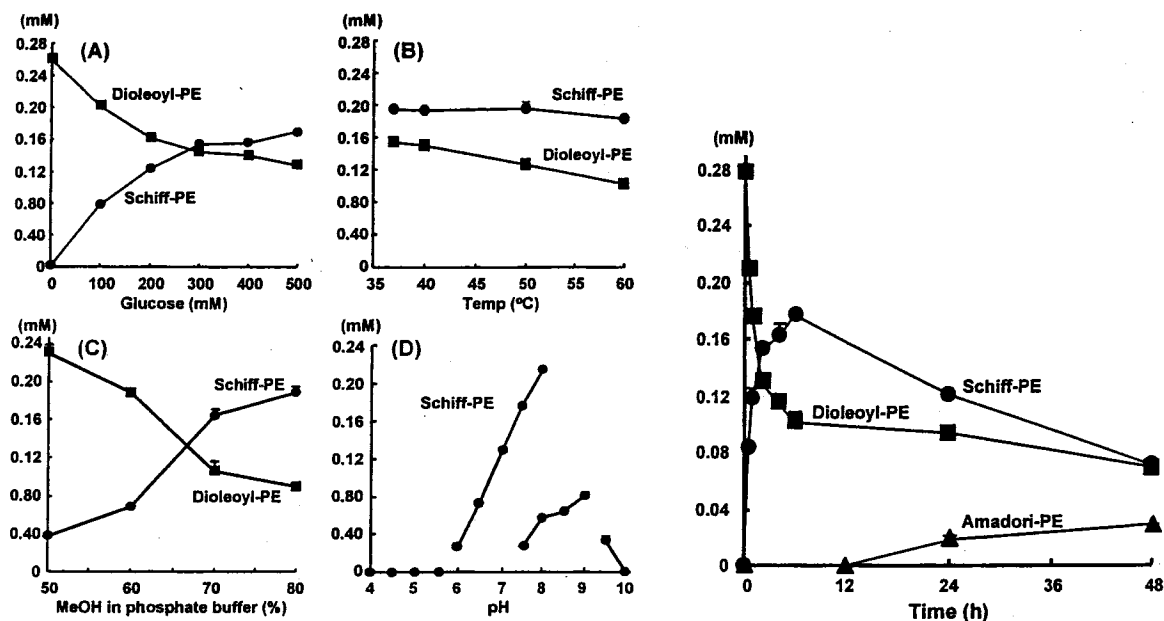 (mM)
(A)
0.28
0.24
0.20
0.16
0.12
0.80
0.40
0
Dioleoyl-PE
Schiff-PE
0 100 200 300 400 500
Glucose (mM)
(mM)
(B)
0.28
0.24
0.20
0.16
0.12
0.80
0.40
0
Schiff-PE
Dioleoyl-PE
35 40 45 50 55 60
Temp (ºC)
(mM)
(C)
0.24
0.20
0.16
0.12
0.80
0.40
0
Schiff-PE
Dioleoyl-PE
50 60 70 80
MeOH in phosphate buffer (%)
(mM)
(D)
0.24
0.20
0.16
0.12
0.80
0.40
0
Schiff-PE
4 5 6 7 8 9 10
pH
(mM)
0.28
0.24
0.20
0.16
0.12
0.08
0.04
0
Schiff-PE
Dioleoyl-PE
Amadori-PE
0 12 24 36 48
Time (h)